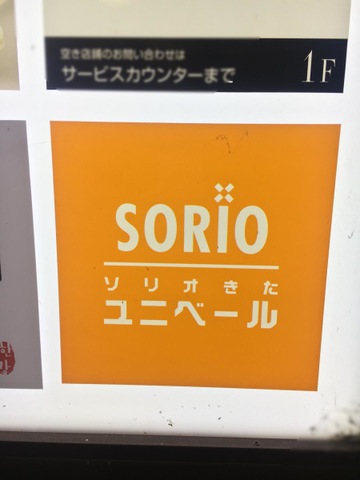 空き店舗のお問い合わせは
サービスカウンターまで
1F
SORIO
ソリオきた
ユニベール